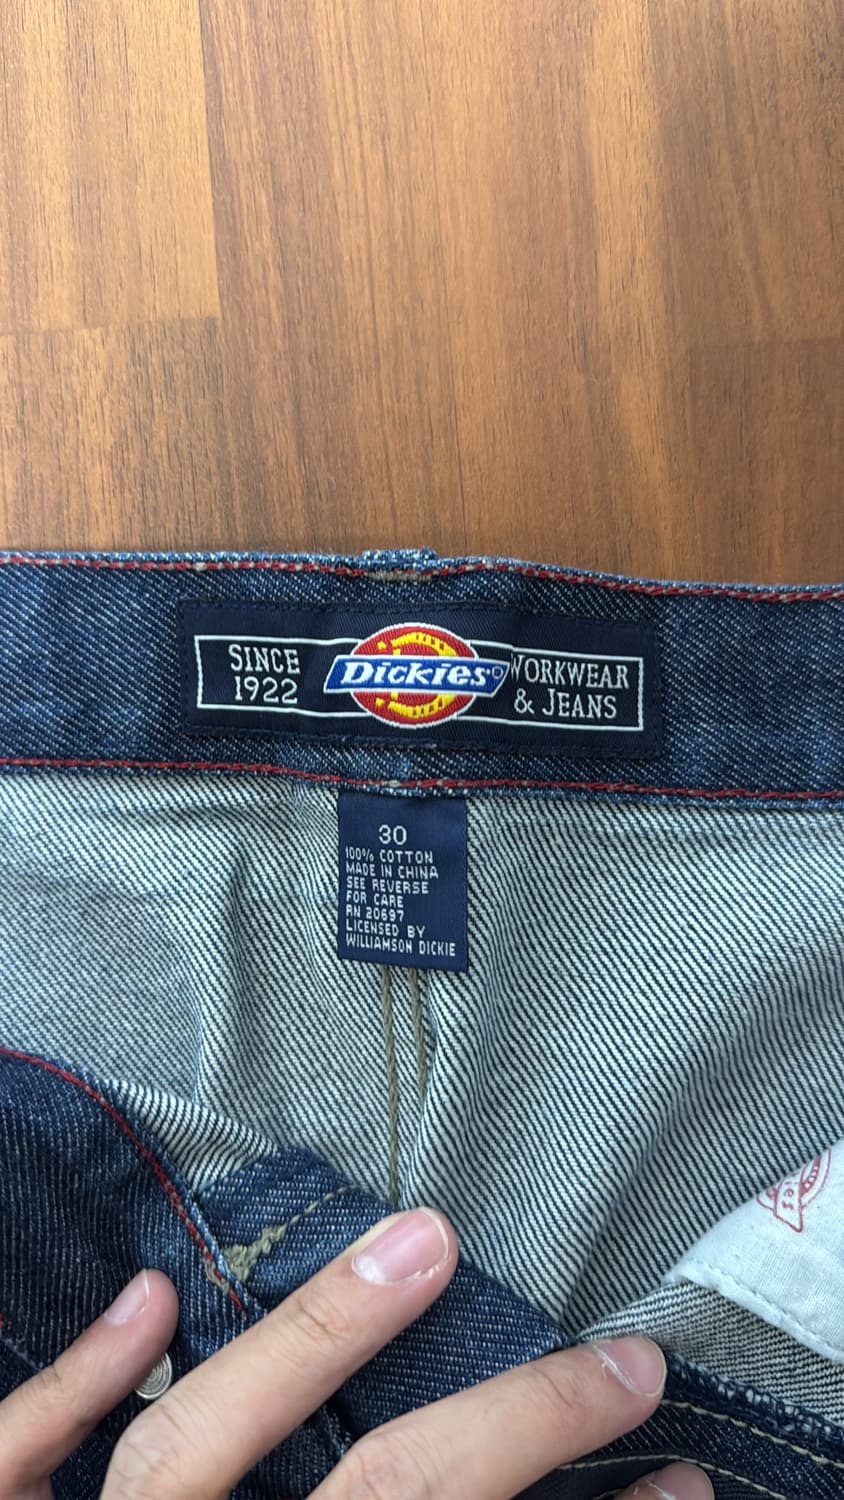 SINCE
1922
Dickies®
WORKWEAR
& JEANS
30
100% COTTON
MADE IN CHINA
SEE REVERSE
FOR CARE
RN 20697
LICENSED BY
WILLIAMSON DICKIE